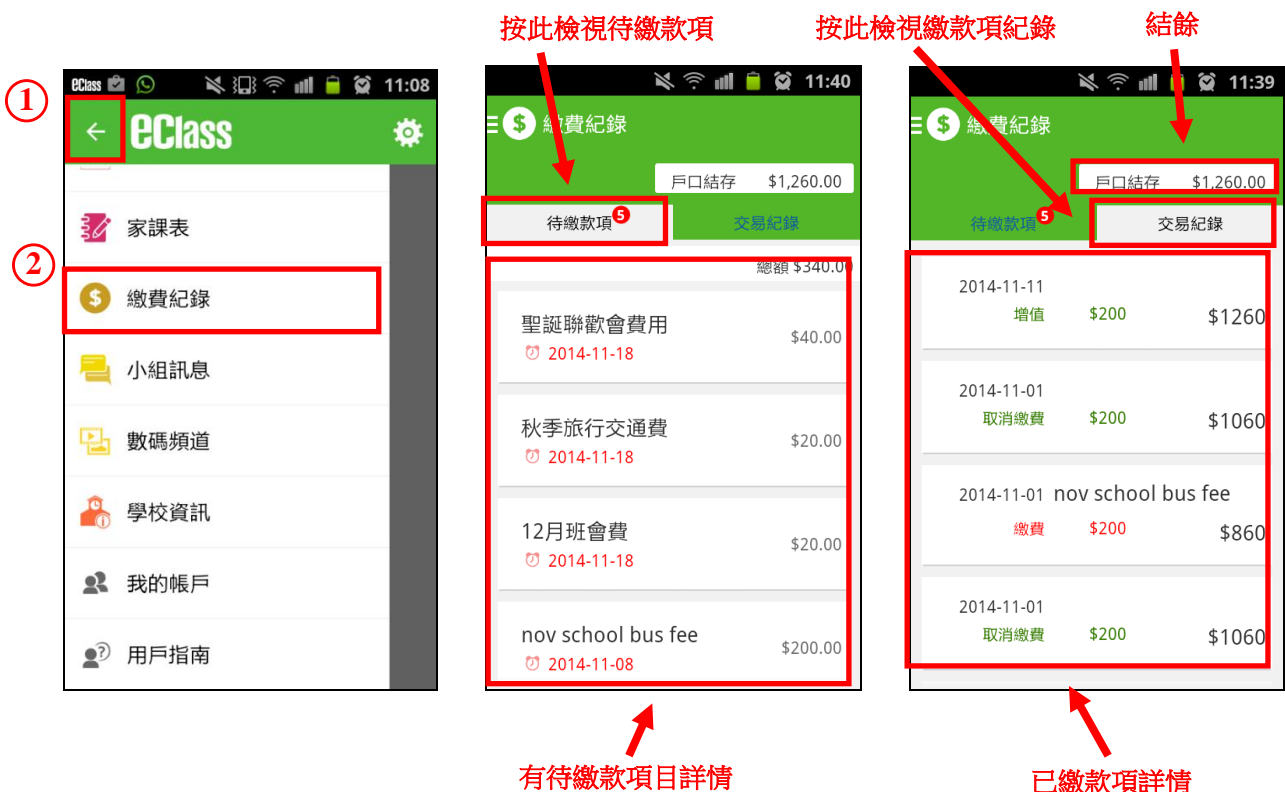 按此檢視待繳款項
按此檢視繳款項紀錄
結餘
1
eClass 11:08
eClass
家課表
2
繳費紀錄
小組訊息
數碼頻道
學校資訊
我的帳戶
用戶指南
11:40
$ 繳費紀錄
戶口結存 $1,260.00
待繳款項 5 交易紀錄
總額 $340.00
聖誕聯歡會費用
$40.00
2014-11-18
秋季旅行交通費
$20.00
2014-11-18
12月班會費
$20.00
2014-11-18
nov school bus fee
$200.00
2014-11-08
有待繳款項目詳情
11:39
$ 繳費紀錄
戶口結存 $1,260.00
待繳款項 5 交易紀錄
2014-11-11
增值 $200 $1260
2014-11-01
取消繳費 $200 $1060
2014-11-01 nov school bus fee
繳費 $200 $860
2014-11-01
取消繳費 $200 $1060
已繳款項詳情